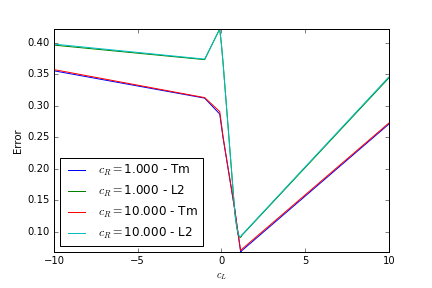 0.40
0.35
0.30
0.25
0.20
0.15
0.10
Error
c_R = 1.000 - Tm
c_R = 1.000 - L2
c_R = 10.000 - Tm
c_R = 10.000 - L2
−10 −5 0 5 10
c_L